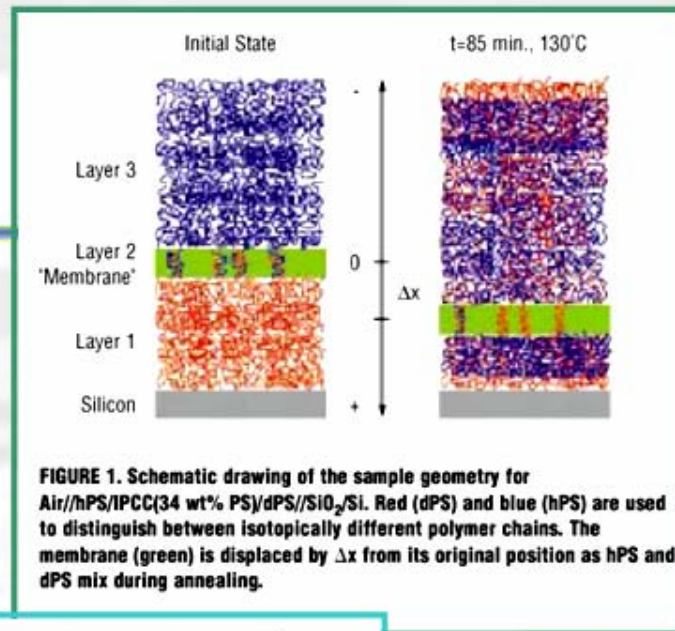 Initial State
t=85 min., 130°C
-
Layer 3
Layer 2
'Membrane'
0
Δx
Layer 1
Silicon
+
FIGURE 1. Schematic drawing of the sample geometry for
Air//hPS/IPCC(34 wt% PS)/dPS//SiO₂/Si. Red (dPS) and blue (hPS) are used
to distinguish between isotopically different polymer chains. The
membrane (green) is displaced by Δx from its original position as hPS and
dPS mix during annealing.